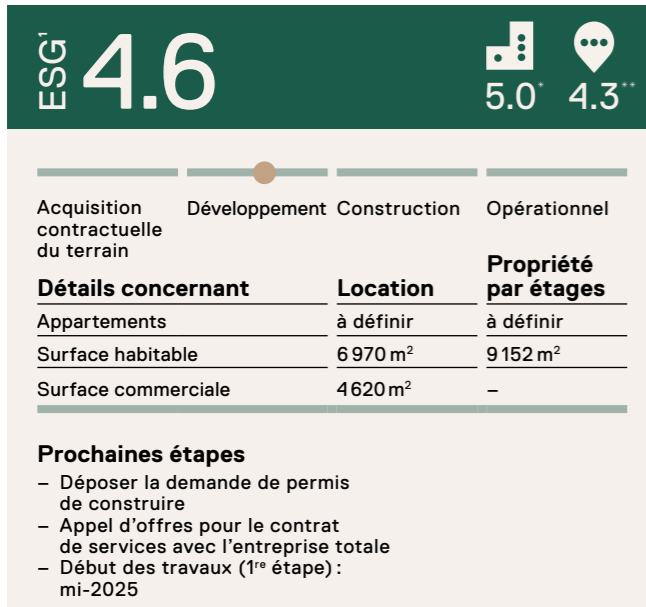 ESG¹ 4.6
5.0* 4.3**
Acquisition
contractuelle
du terrain
Développement
Construction
Opérationnel
Détails concernant Location Propriété
par étages
Appartements à définir à définir
Surface habitable 6 970 m² 9 152 m²
Surface commerciale 4 620 m² –
Prochaines étapes
– Déposer la demande de permis
de construire
– Appel d’offres pour le contrat
de services avec l’entreprise totale
– Début des travaux (1re étape) :
mi-2025